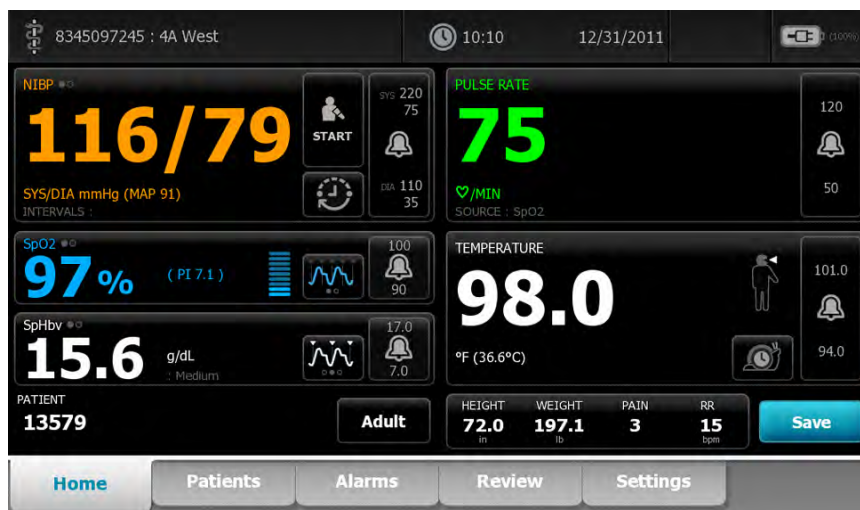 8345097245 : 4A West
10:10
12/31/2011
(100%)
NIBP
116/79
START
SYS 220
75
DIA 110
35
SYS/DIA mmHg (MAP 91)
INTERVALS :
PULSE RATE
75
♡/MIN
SOURCE : SpO2
120
50
SpO2
97%
( PI 7.1 )
100
90
SpHbv
15.6
g/dL
: Medium
17.0
7.0
TEMPERATURE
98.0
°F (36.6°C)
101.0
94.0
PATIENT
13579
Adult
HEIGHT WEIGHT PAIN RR
72.0 197.1 3 15
in lb bpm
Save
Home Patients Alarms Review Settings